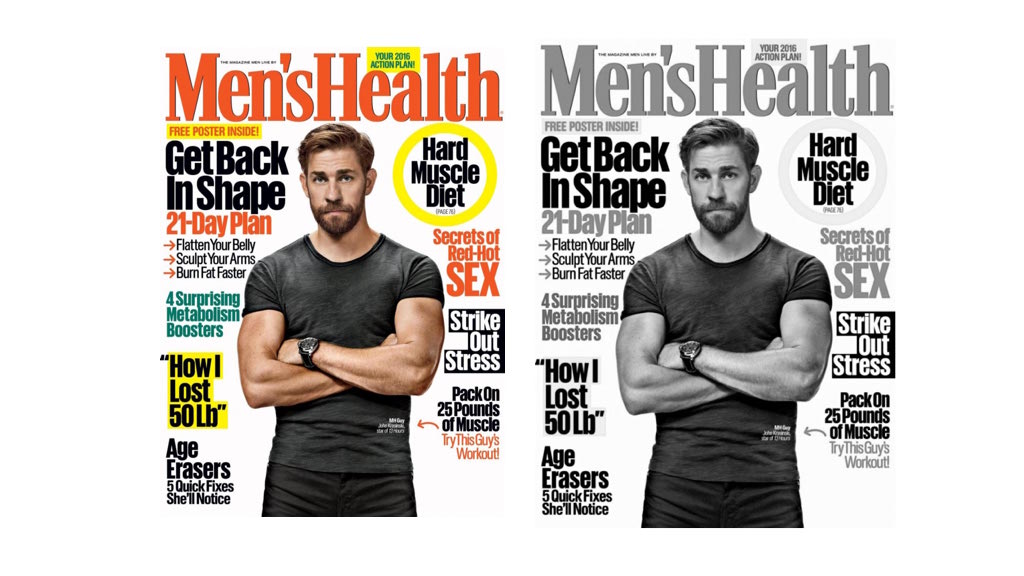 THE MAGAZINE MEN LIVE BY
YOUR 2016
ACTION PLAN!
Men'sHealth
FREE POSTER INSIDE!
Get Back
In Shape
21-Day Plan
→Flatten Your Belly
→Sculpt Your Arms
→Burn Fat Faster
4 Surprising
Metabolism
Boosters
“How I
Lost
50 Lb”
Age
Erasers
5 Quick Fixes
She'll Notice
Hard
Muscle
Diet
(PAGE 76)
Secrets of
Red-Hot
SEX
Strike
Out
Stress
Pack On
25 Pounds
of Muscle
Try This Guy's
Workout!
MH Guy
John Krasinski,
star of 13 Hours
THE MAGAZINE MEN LIVE BY
YOUR 2016
ACTION PLAN!
Men'sHealth
FREE POSTER INSIDE!
Get Back
In Shape
21-Day Plan
→Flatten Your Belly
→Sculpt Your Arms
→Burn Fat Faster
4 Surprising
Metabolism
Boosters
“How I
Lost
50 Lb”
Age
Erasers
5 Quick Fixes
She'll Notice
Hard
Muscle
Diet
(PAGE 76)
Secrets of
Red-Hot
SEX
Strike
Out
Stress
Pack On
25 Pounds
of Muscle
Try This Guy's
Workout!
MH Guy
John Krasinski,
star of 13 Hours